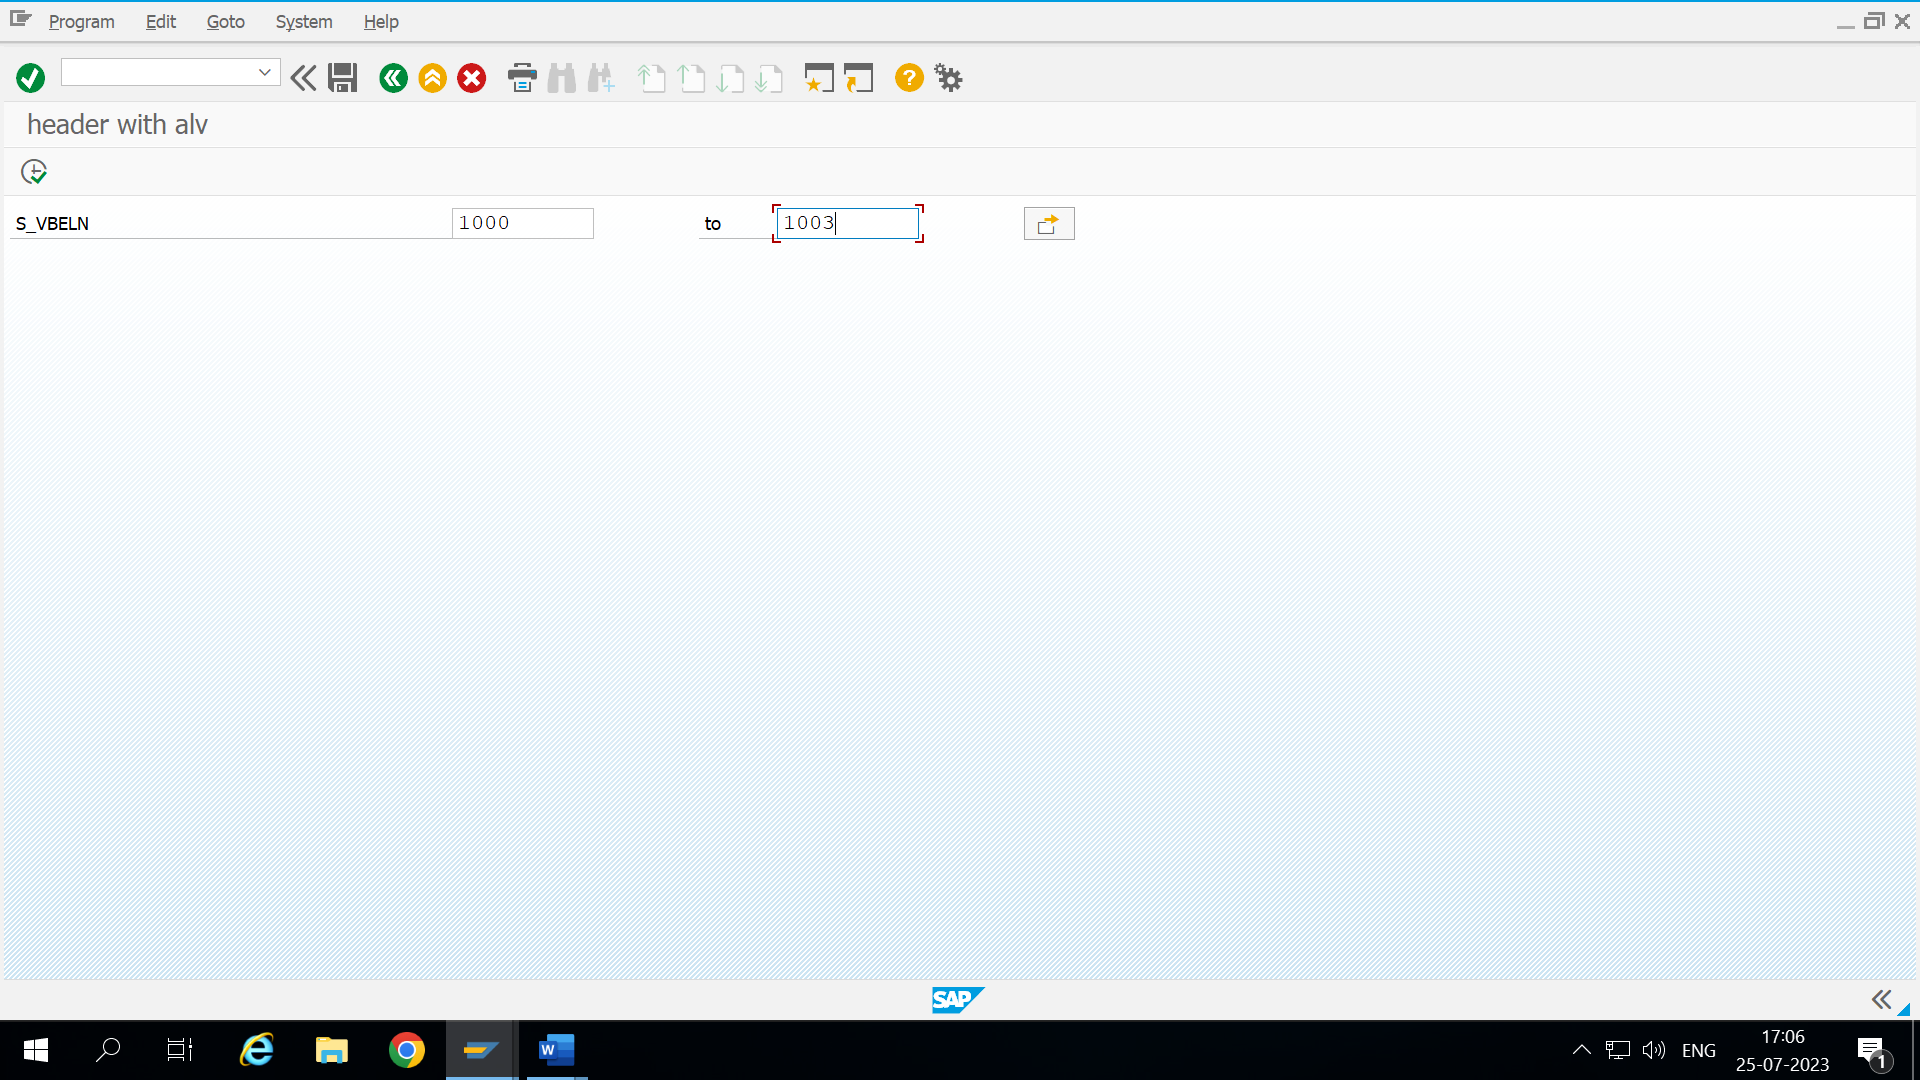 Program Edit Goto System Help
header with alv
S_VBELN 1000 to 1003
SAP
W
ENG
17:06
25-07-2023
1